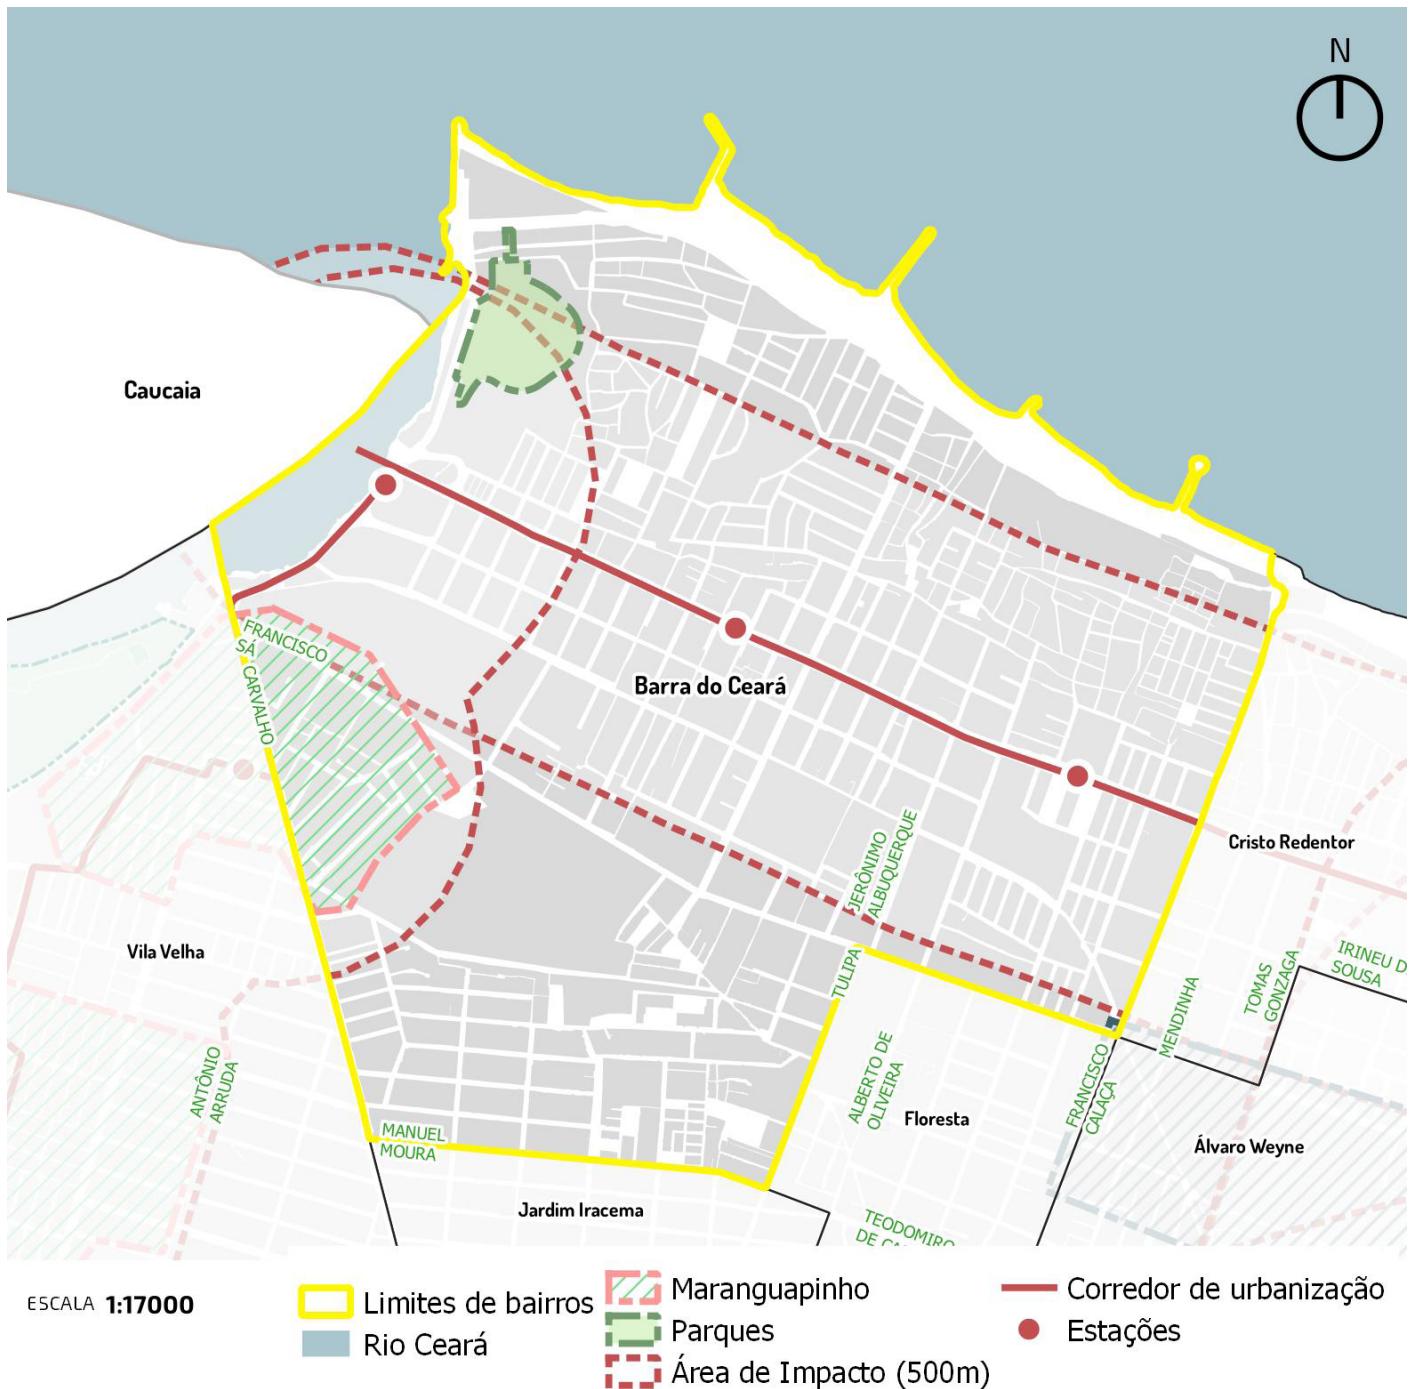 N
Caucaia
FRANCISCO
SÁ
CARVALHO
Barra do Ceará
JERÔNIMO
ALBUQUERQUE
Cristo Redentor
Vila Velha
TULIPA
MENDINHA
TOMAS
GONZAGA
IRINEU D
SOUSA
ANTÔNIO
ARRUDA
ALBERTO DE
OLIVEIRA
FRANCISCO
CALAÇA
Floresta
MANUEL
MOURA
Álvaro Weyne
Jardim Iracema
TEODOMIRO
DE CA
ESCALA 1:17000
Limites de bairros
Rio Ceará
Maranguapinho
Parques
Área de Impacto (500m)
Corredor de urbanização
Estações